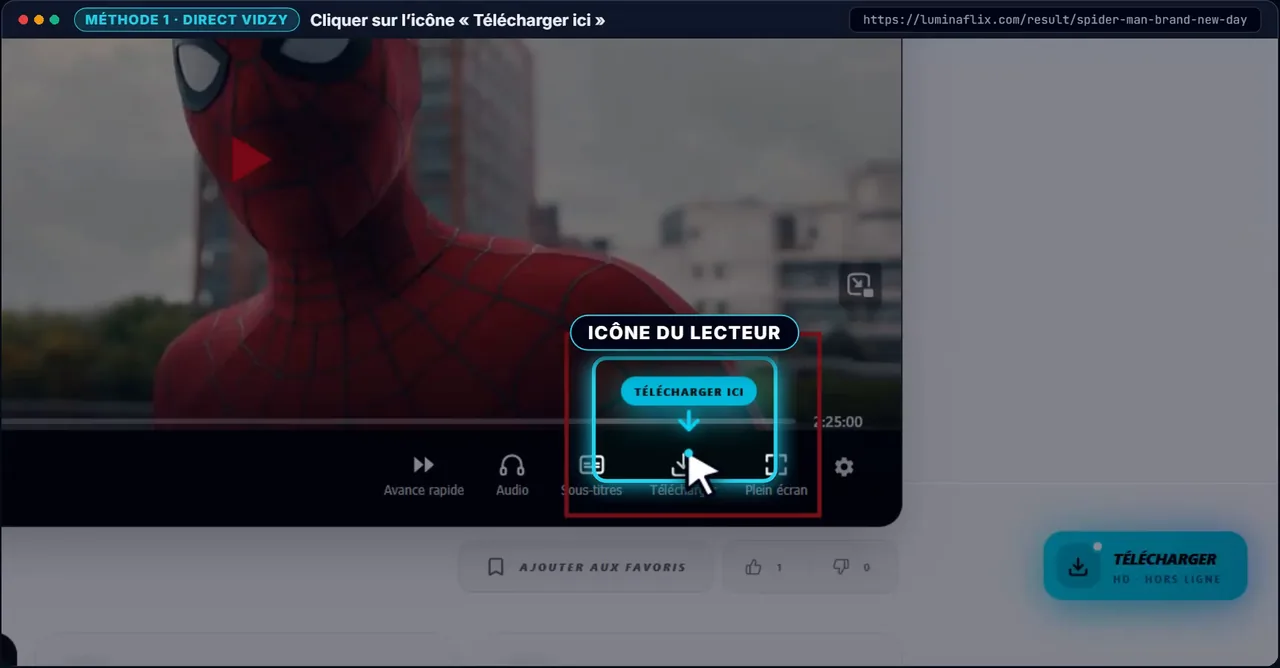 MÉTHODE 1 · DIRECT VIDZY
Cliquer sur l’icône « Télécharger ici »
https://luminaflix.com/result/spider-man-brand-new-day
ICÔNE DU LECTEUR
TÉLÉCHARGER ICI
2:25:00
Avance rapide
Audio
Sous-titres
Plein écran
AJOUTER AUX FAVORIS
1
0
TÉLÉCHARGER
HD · HORS LIGNE